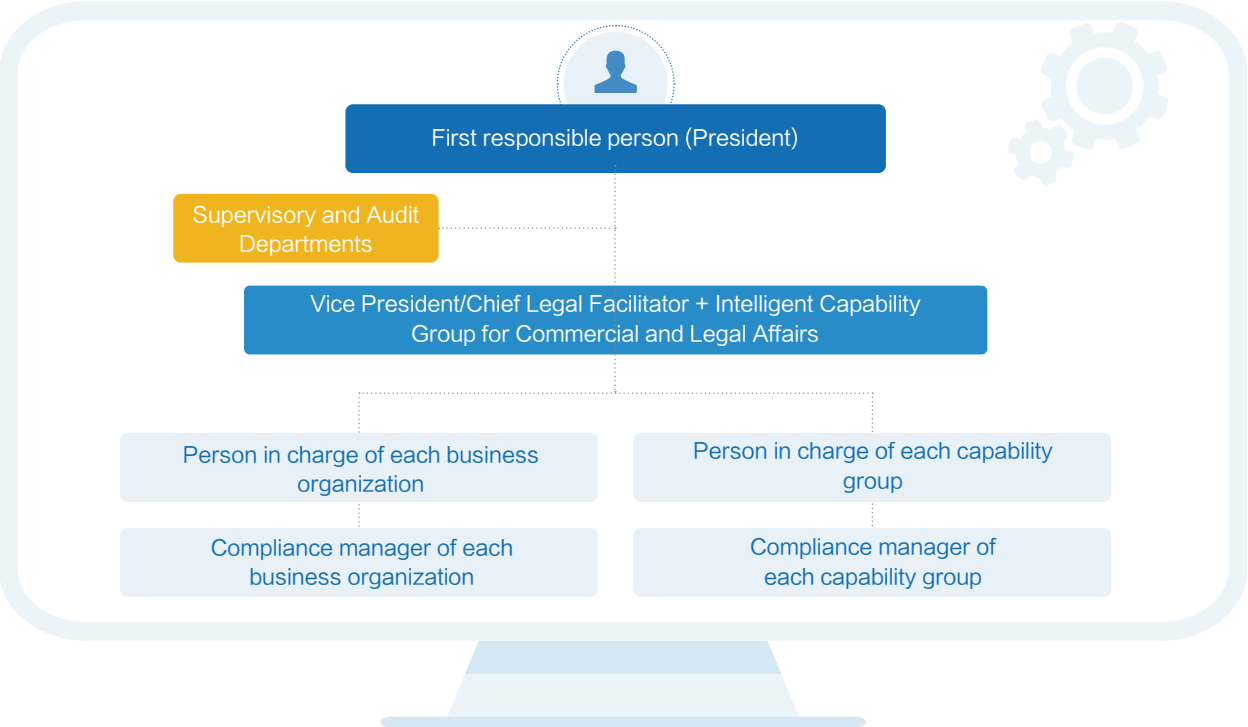 First responsible person (President)
Supervisory and Audit
Departments
Vice President/Chief Legal Facilitator + Intelligent Capability
Group for Commercial and Legal Affairs
Person in charge of each business
organization
Person in charge of each capability
group
Compliance manager of each
business organization
Compliance manager of
each capability group